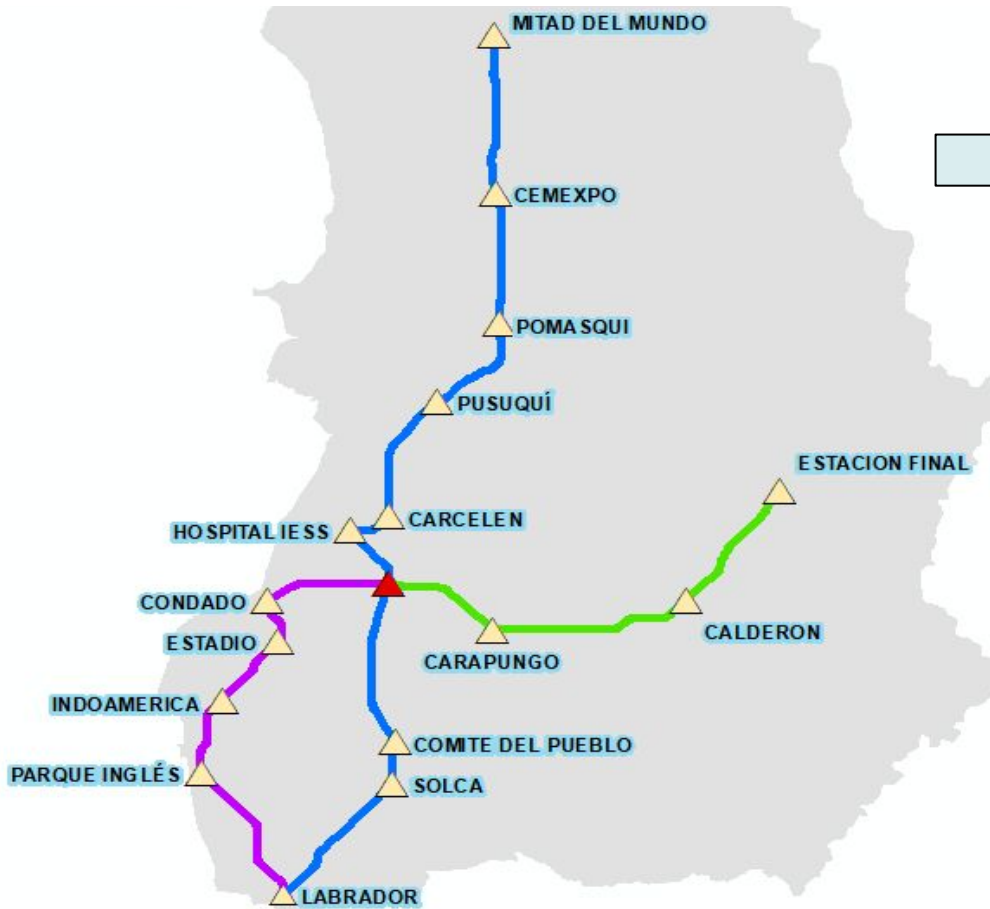 MITAD DEL MUNDO
CEMEXPO
POMASQUI
PUSUQUÍ
ESTACION FINAL
CARCELEN
HOSPITAL IESS
CONDADO
ESTADIO
CALDERON
CARAPUNGO
INDOAMERICA
COMITE DEL PUEBLO
PARQUE INGLÉS
SOLCA
LABRADOR